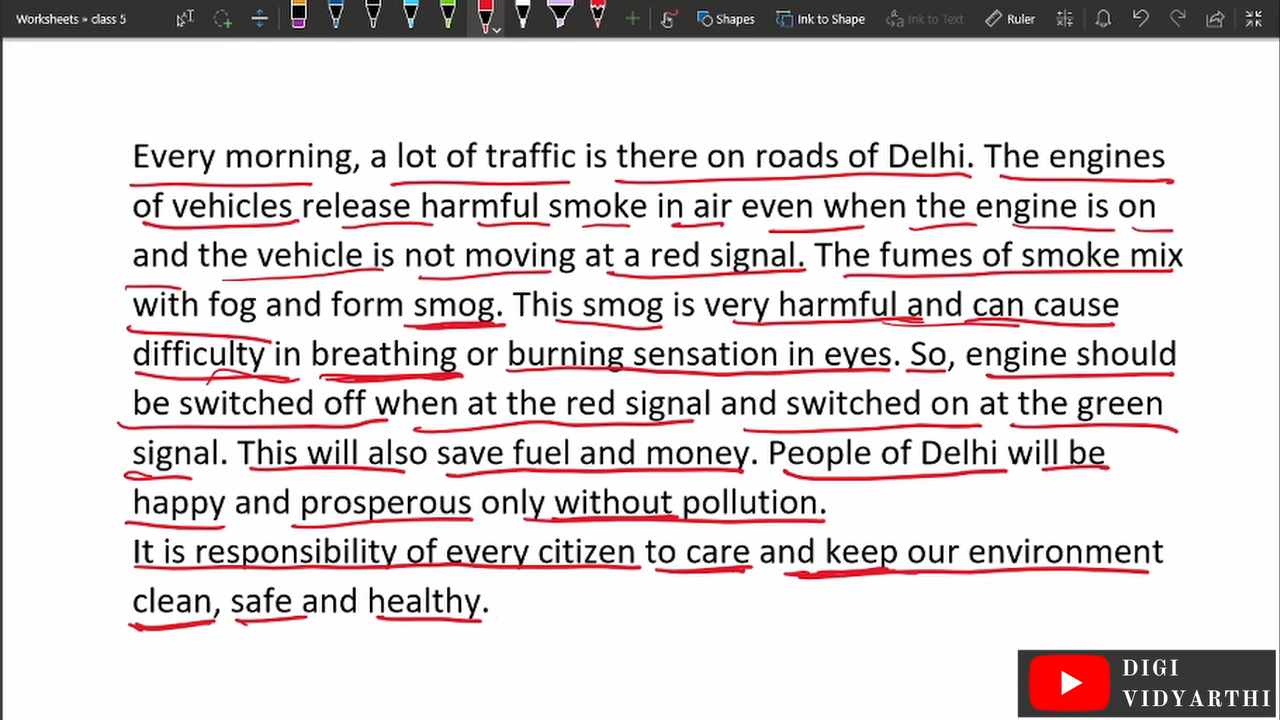 Worksheets » class 5
Shapes
Ink to Shape
Ink to Text
Ruler
Every morning, a lot of traffic is there on roads of Delhi. The engines
of vehicles release harmful smoke in air even when the engine is on
and the vehicle is not moving at a red signal. The fumes of smoke mix
with fog and form smog. This smog is very harmful and can cause
difficulty in breathing or burning sensation in eyes. So, engine should
be switched off when at the red signal and switched on at the green
signal. This will also save fuel and money. People of Delhi will be
happy and prosperous only without pollution.
It is responsibility of every citizen to care and keep our environment
clean, safe and healthy.
DIGI
VIDYARTHI